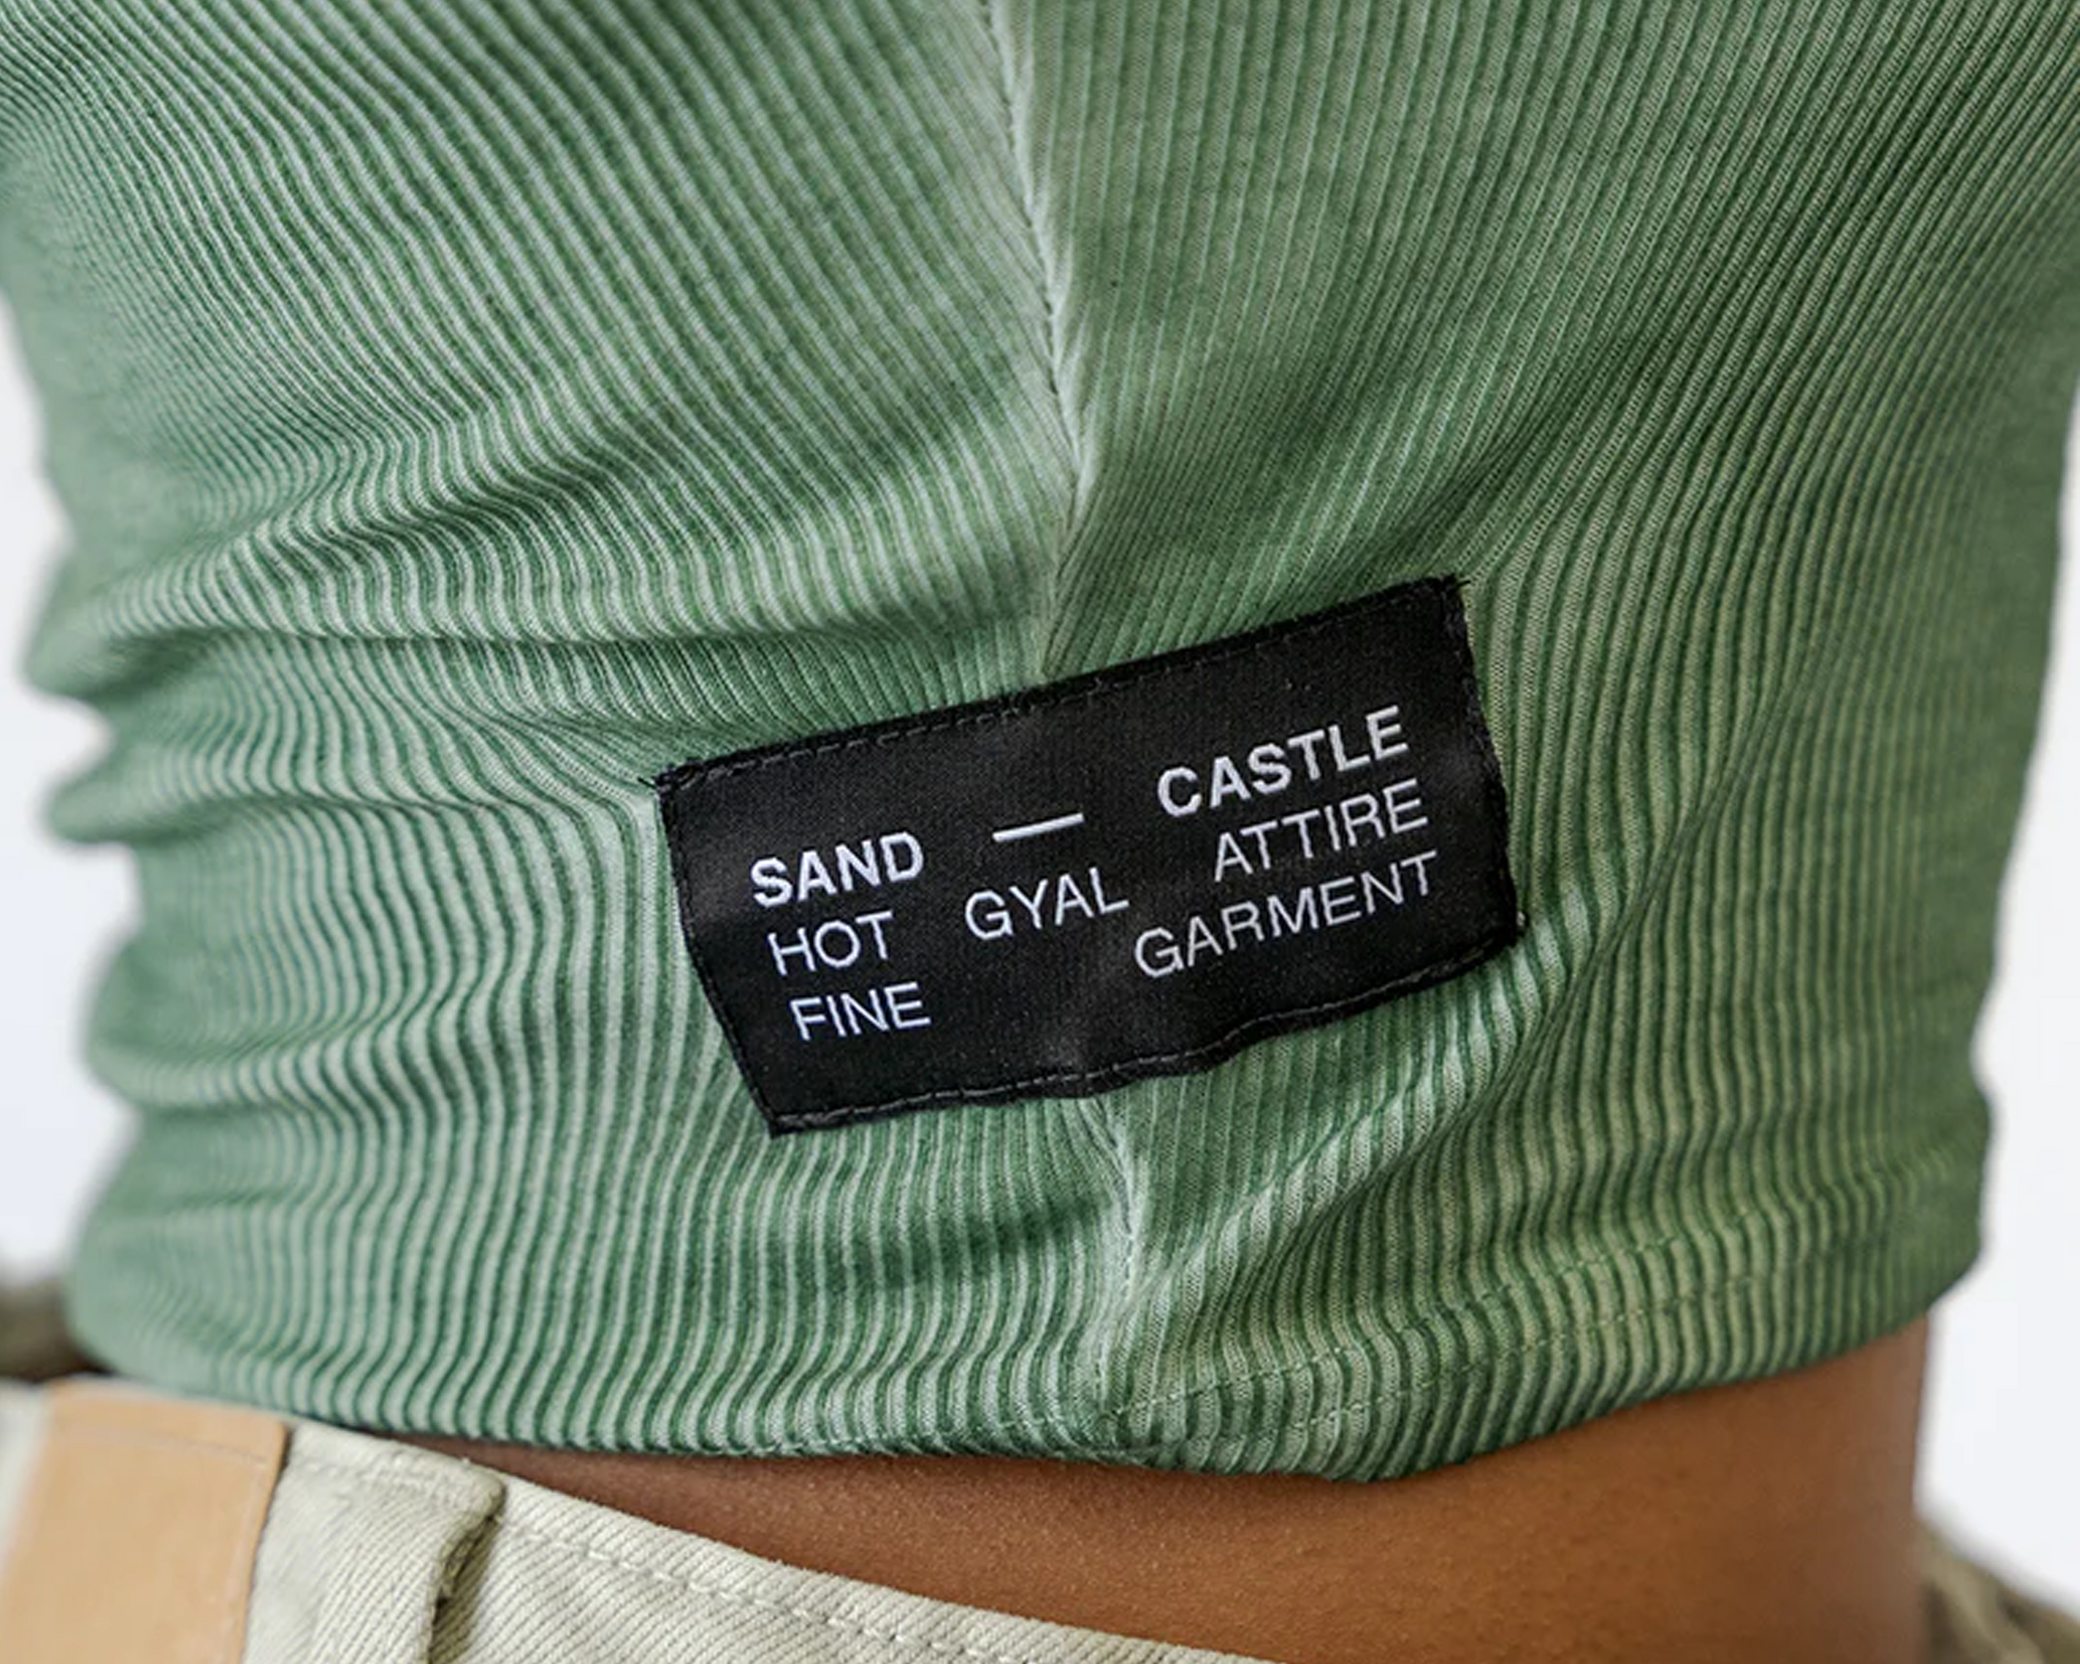 SAND — CASTLE
HOT GYAL ATTIRE
FINE GARMENT